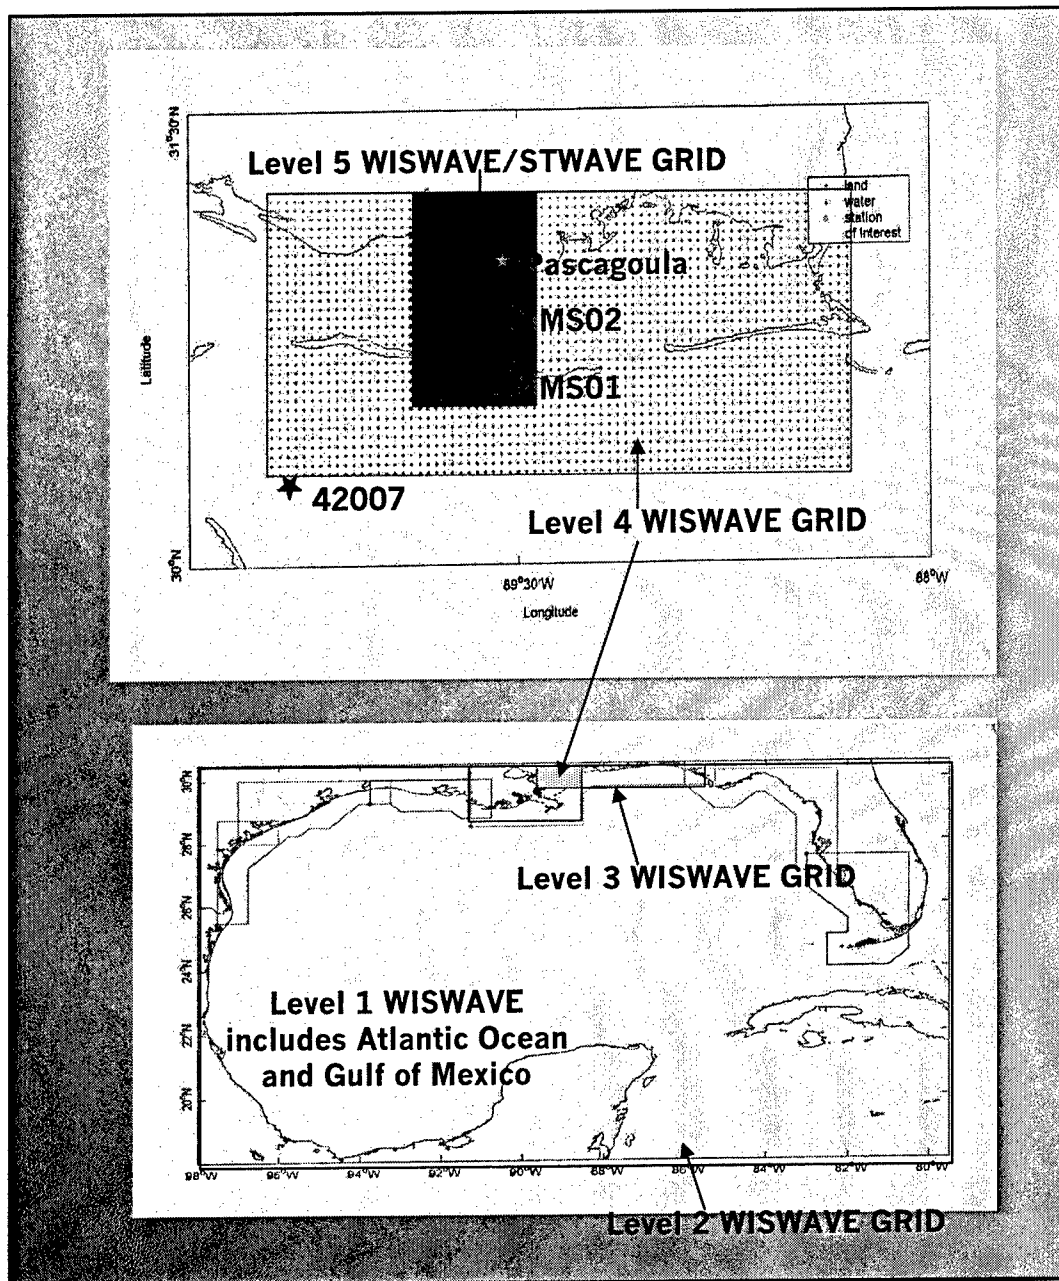 31°30'N
Level 5 WISWAVE/STWAVE GRID
land
water
station
of interest
ascagoula
MS02
Latitude
MS01
42007
Level 4 WISWAVE GRID
30°N
89°30'W
88°W
Longitude
30°N
28°N
Level 3 WISWAVE GRID
26°N
24°N
Level 1 WISWAVE
includes Atlantic Ocean
22°N
and Gulf of Mexico
20°N
98°W 96°W 94°W 92°W 90°W 88°W 86°W 84°W 82°W 80°W
Level 2 WISWAVE GRID